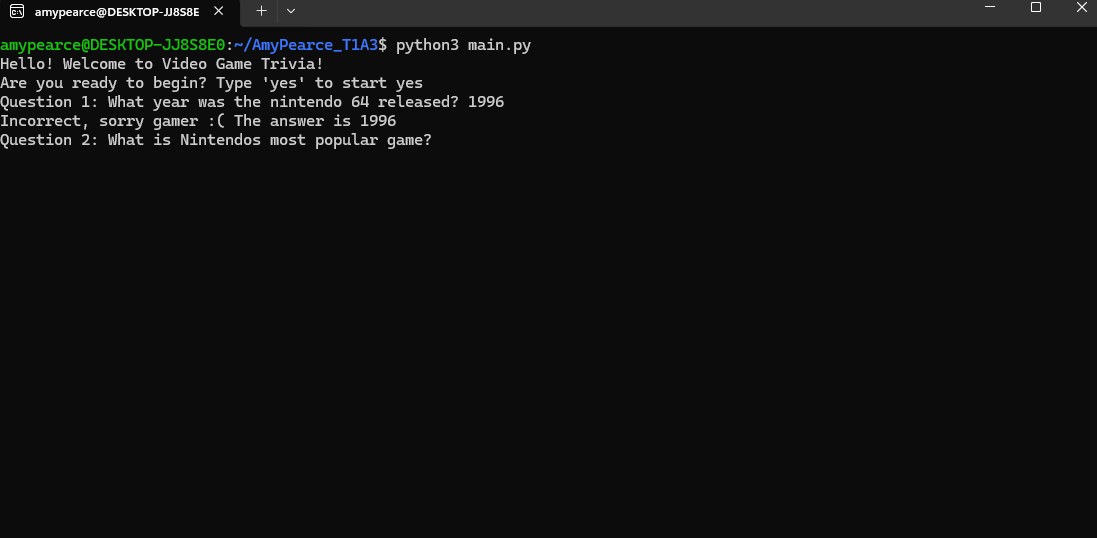 amypearce@DESKTOP-JJ8S8E
amypearce@DESKTOP-JJ8S8E0:~/AmyPearce_T1A3$ python3 main.py
Hello! Welcome to Video Game Trivia!
Are you ready to begin? Type 'yes' to start yes
Question 1: What year was the nintendo 64 released? 1996
Incorrect, sorry gamer :( The answer is 1996
Question 2: What is Nintendos most popular game?